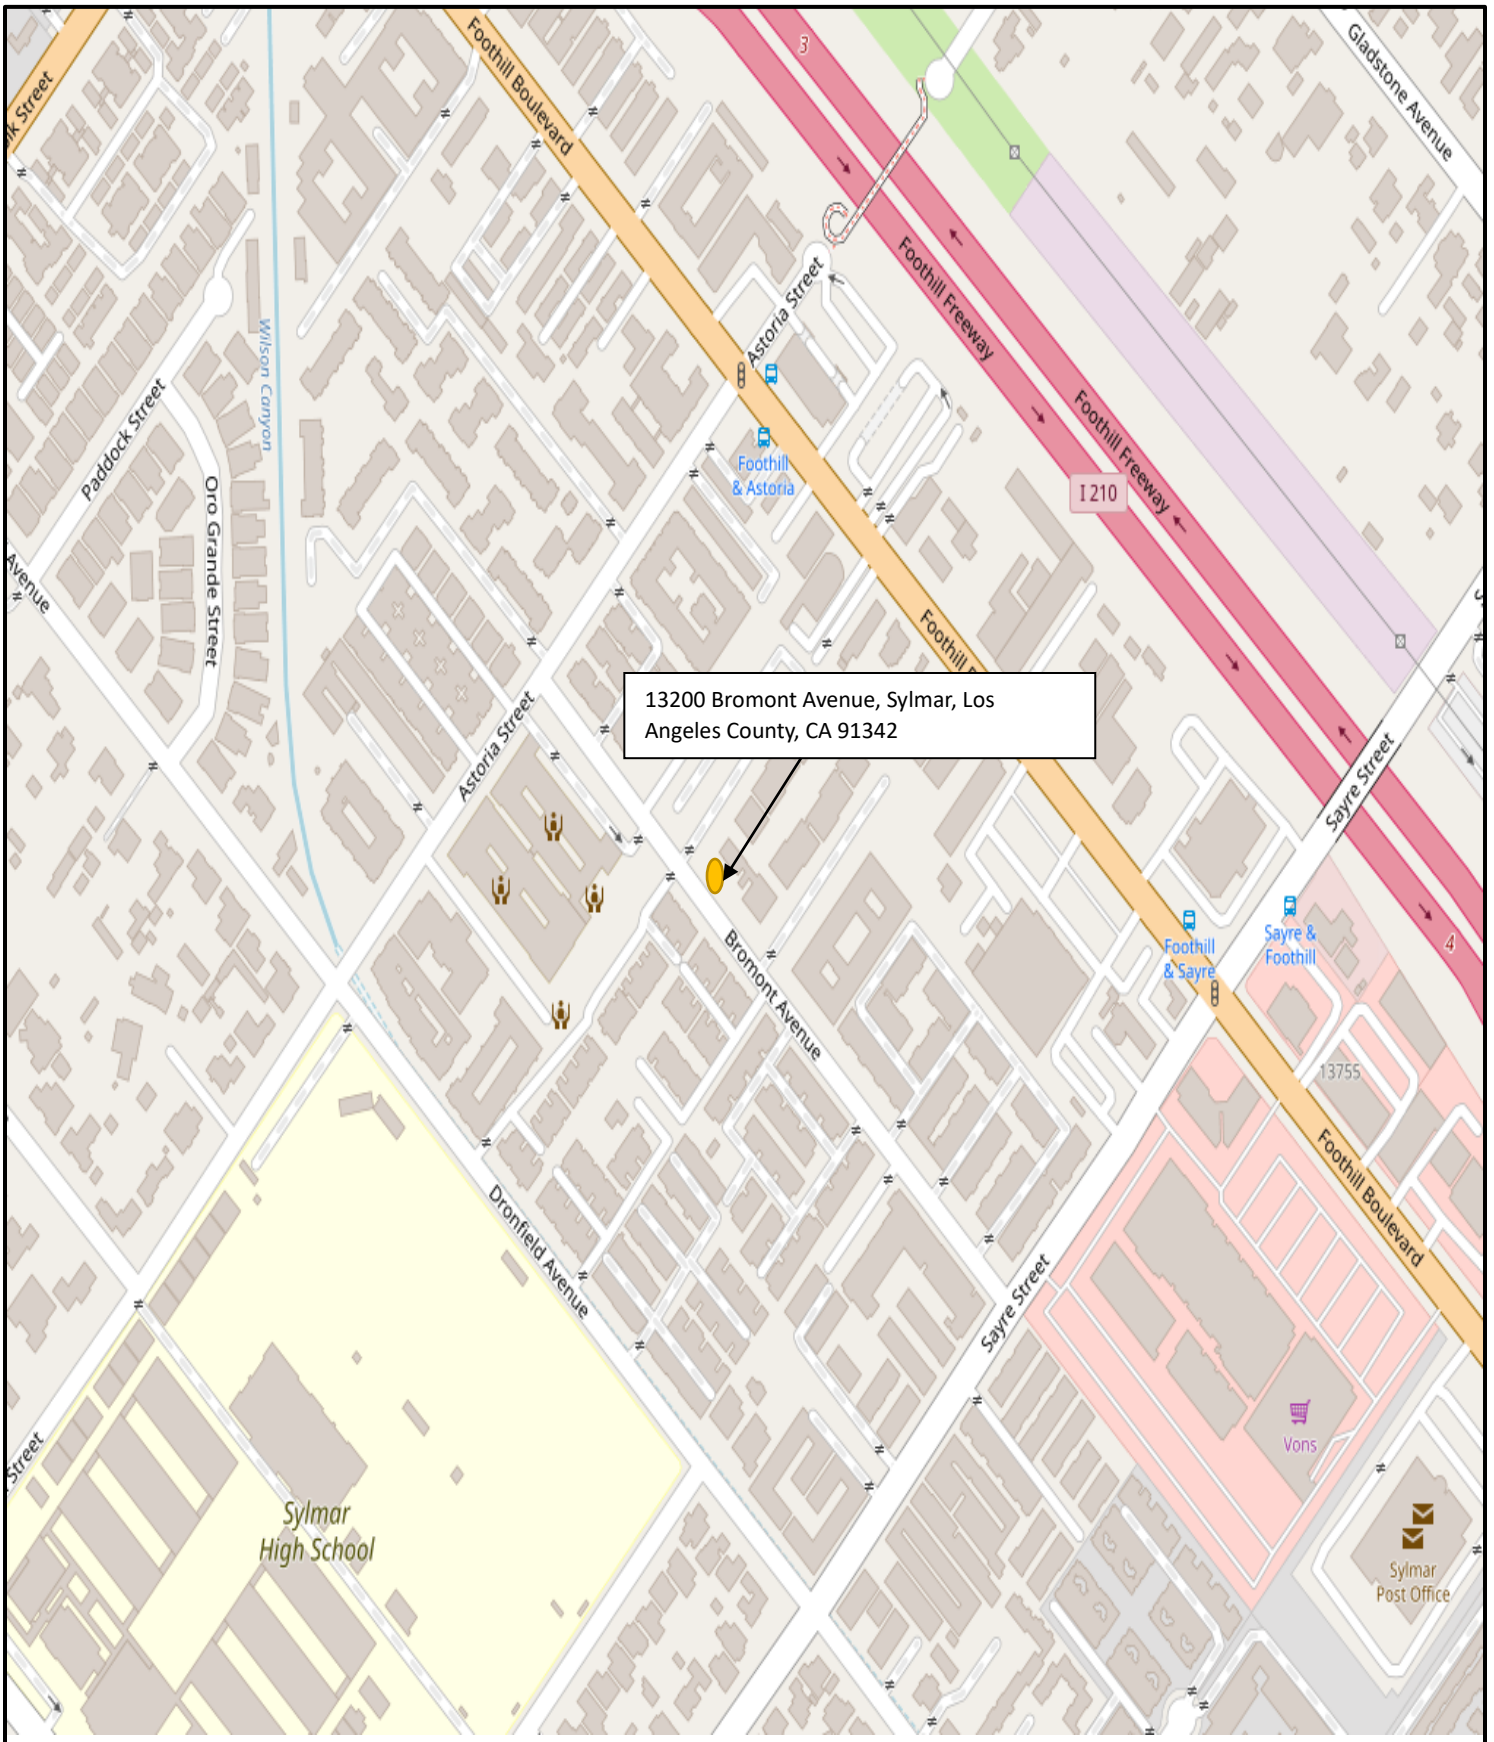 Foothill Boulevard
3
Gladstone Avenue
Street
Astoria Street
Foothill Freeway
Wilson Canyon
Paddock Street
Oro Grande Street
Foothill
& Astoria
Foothill Freeway
I 210
Avenue
Foothill
13200 Bromont Avenue, Sylmar, Los
Angeles County, CA 91342
Astoria Street
Sayre Street
Bromont Avenue
Foothill
& Sayre
Sayre &
Foothill
4
13755
Foothill Boulevard
Dronfield Avenue
Sayre Street
Vons
Street
Sylmar
High School
Sylmar
Post Office